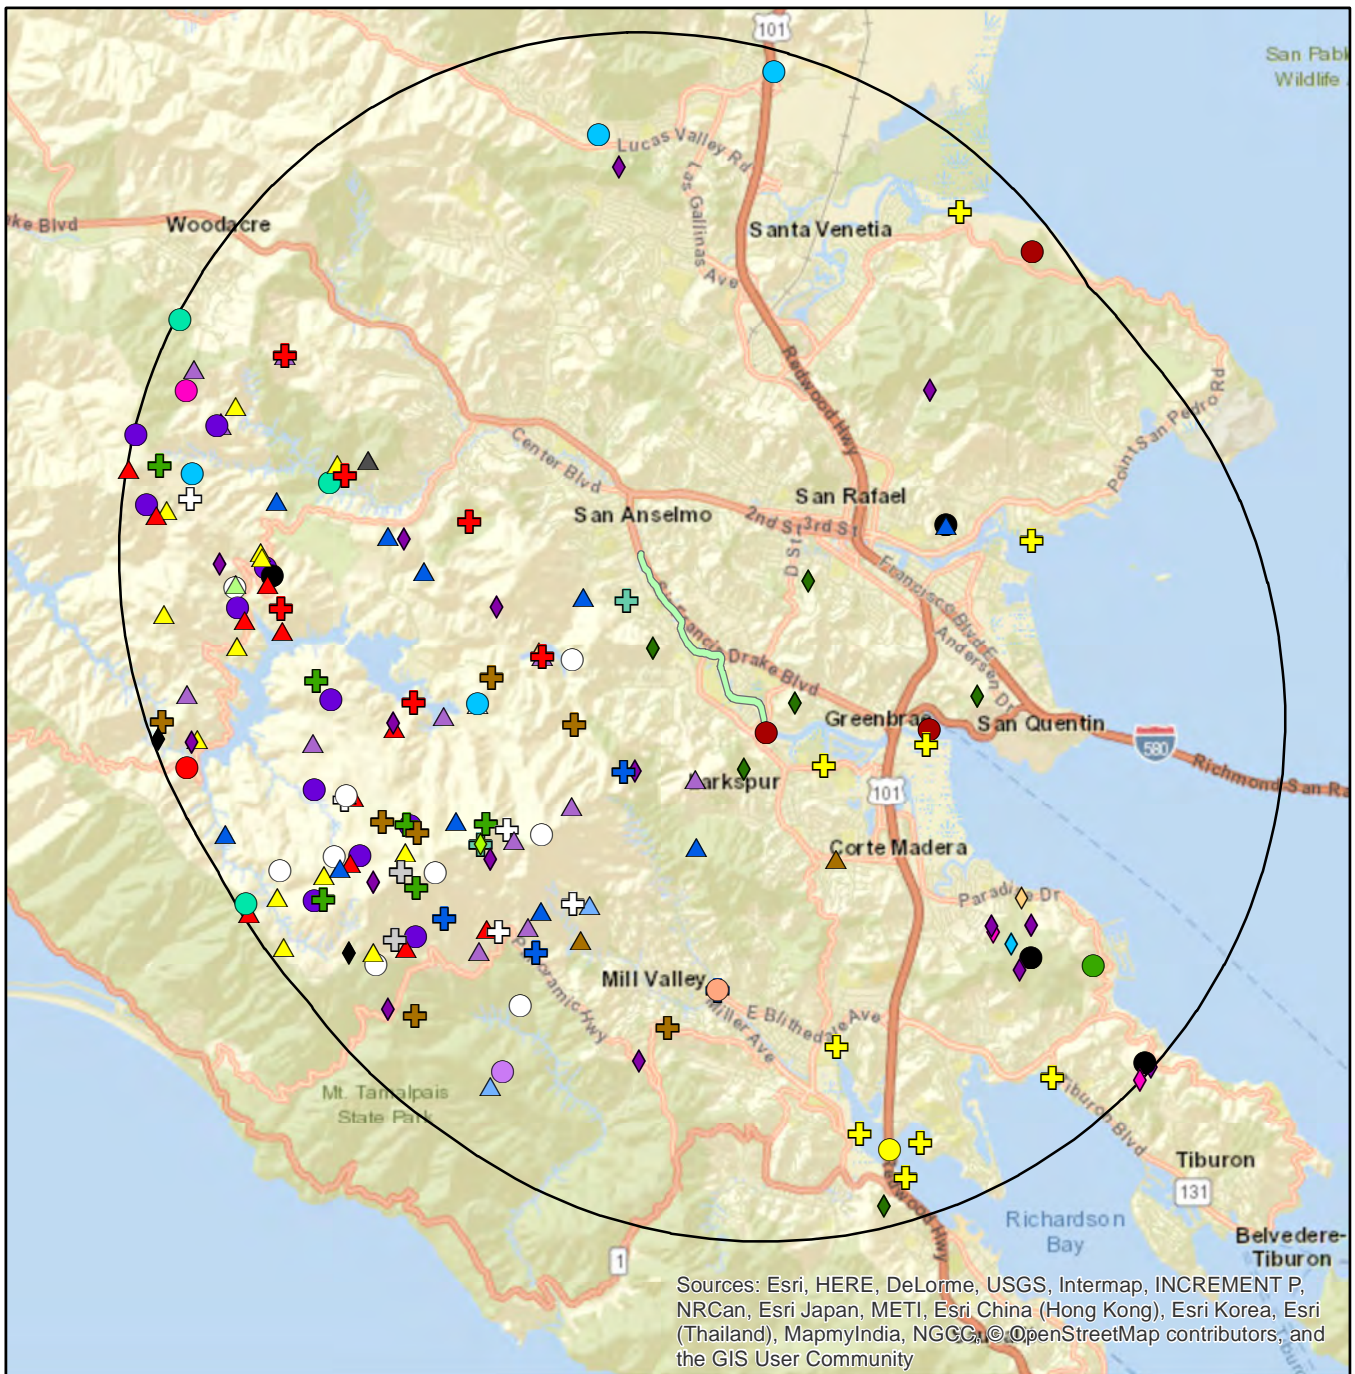 101
San Pabl
Wildlife
Lucas Valley Rd
Las Gallinas Ave
Woodacre
ke Blvd
Santa Venetia
Redwood Hwy
Point San Pedro Rd
Center Blvd
San Rafael
San Anselmo
2nd St
3rd St
D St
Francisco Blvd E
Andersen Dr
Sir Francis Drake Blvd
Greenbrae
San Quentin
580
Richmond San Ra
Larkspur
101
Corte Madera
Paradise Dr
Panoramic Hwy
Mill Valley
E Blithedale Ave
Miller Ave
Mt. Tamalpais
State Park
Tiburon Blvd
Tiburon
131
Redwood Hwy
Richardson
Bay
Belvedere-
Tiburon
1
Sources: Esri, HERE, DeLorme, USGS, Intermap, INCREMENT P,
NRCan, Esri Japan, METI, Esri China (Hong Kong), Esri Korea, Esri
(Thailand), MapmyIndia, NGCC, © OpenStreetMap contributors, and
the GIS User Community